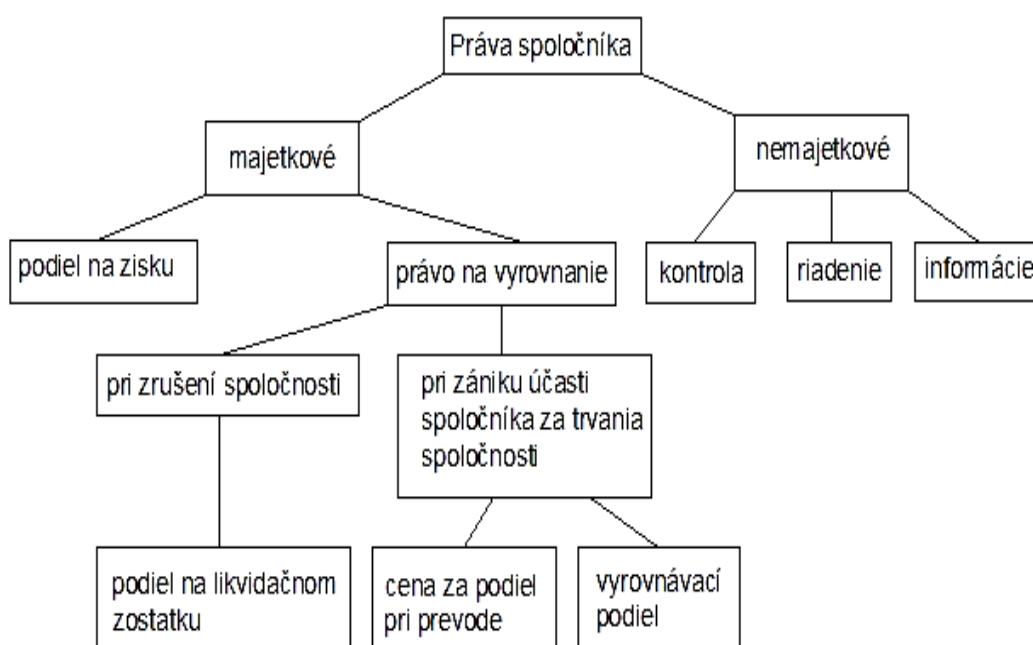 Práva spoločníka
majetkové
nemajetkové
podiel na zisku
právo na vyrovnanie
kontrola
riadenie
informácie
pri zrušení spoločnosti
pri zániku účasti
spoločníka za trvania
spoločnosti
podiel na likvidačnom
zostatku
cena za podiel
pri prevode
vyrovnávací
podiel